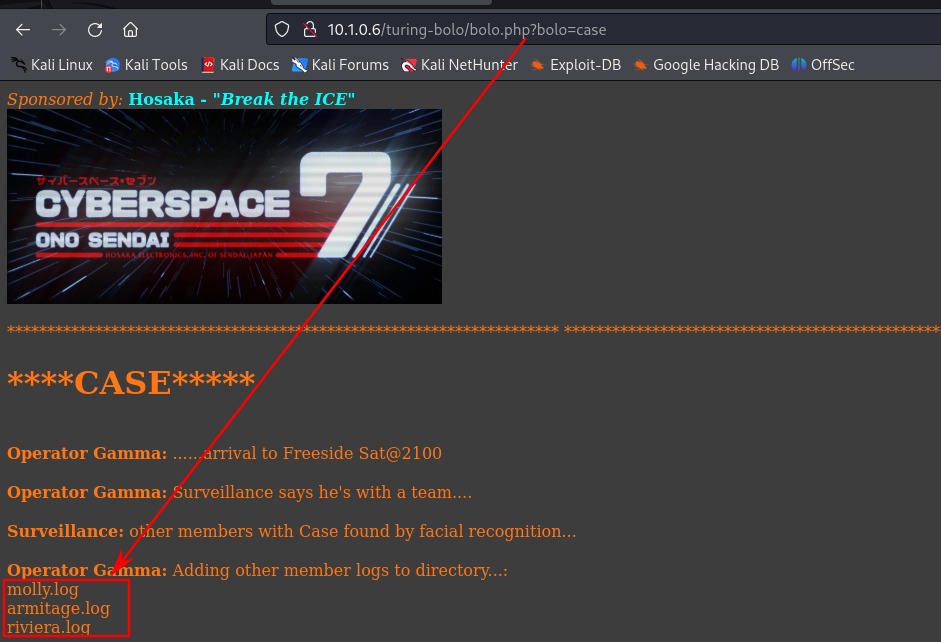 10.1.0.6/turing-bolo/bolo.php?bolo=case
Kali Linux Kali Tools Kali Docs Kali Forums Kali NetHunter Exploit-DB Google Hacking DB OffSec
Sponsored by: Hosaka - "Break the ICE"
サイバースペース・セブン
CYBERSPACE 7
ONO SENDAI
HOSAKA ELECTRONICS, INC. OF SENDAI, JAPAN
****CASE*****
Operator Gamma: ......arrival to Freeside Sat@2100
Operator Gamma: Surveillance says he's with a team....
Surveillance: other members with Case found by facial recognition...
Operator Gamma: Adding other member logs to directory...:
molly.log
armitage.log
riviera.log